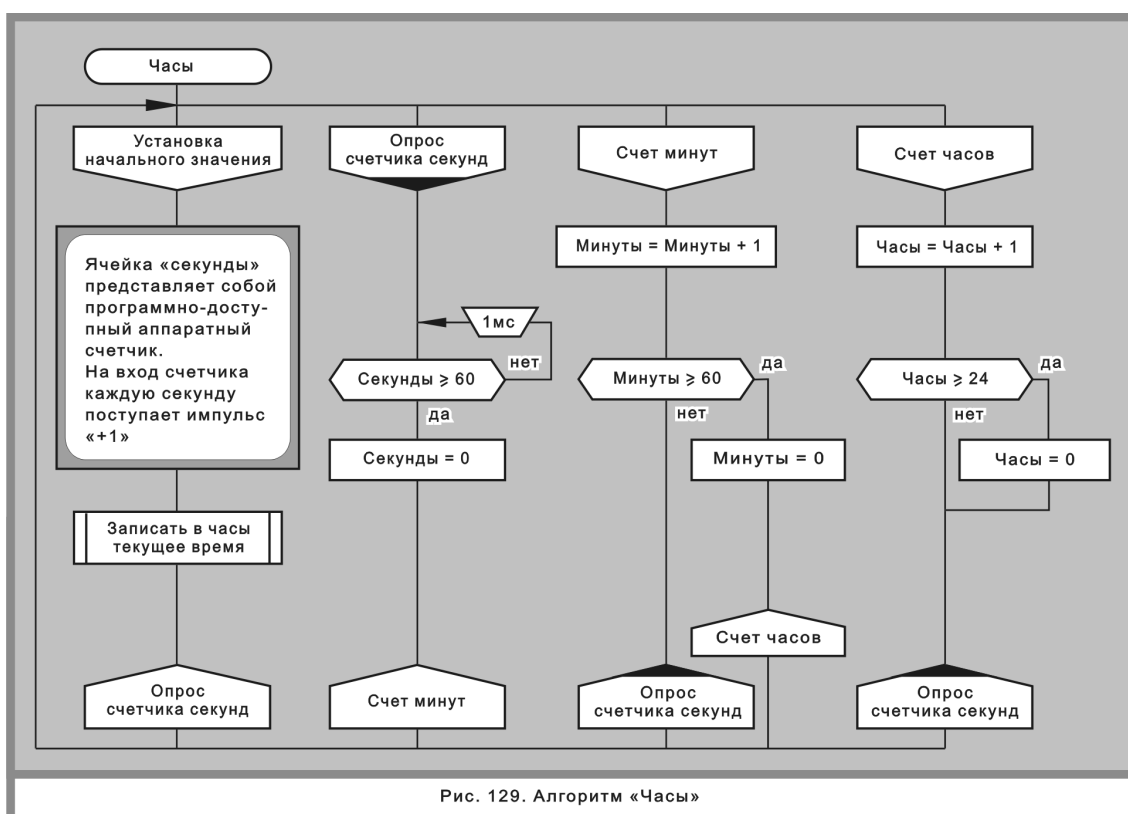 Часы
Установка
начального значения
Ячейка «секунды»
представляет собой
программно-досту-
пный аппаратный
счетчик.
На вход счетчика
каждую секунду
поступает импульс
«+1»
Записать в часы
текущее время
Опрос
счетчика секунд
Опрос
счетчика секунд
1мс
Секунды ⩾ 60
нет
да
Секунды = 0
Счет минут
Счет минут
Минуты = Минуты + 1
Минуты ⩾ 60
да
нет
Минуты = 0
Счет часов
Опрос
счетчика секунд
Счет часов
Часы = Часы + 1
Часы ⩾ 24
да
нет
Часы = 0
Опрос
счетчика секунд
Рис. 129. Алгоритм «Часы»